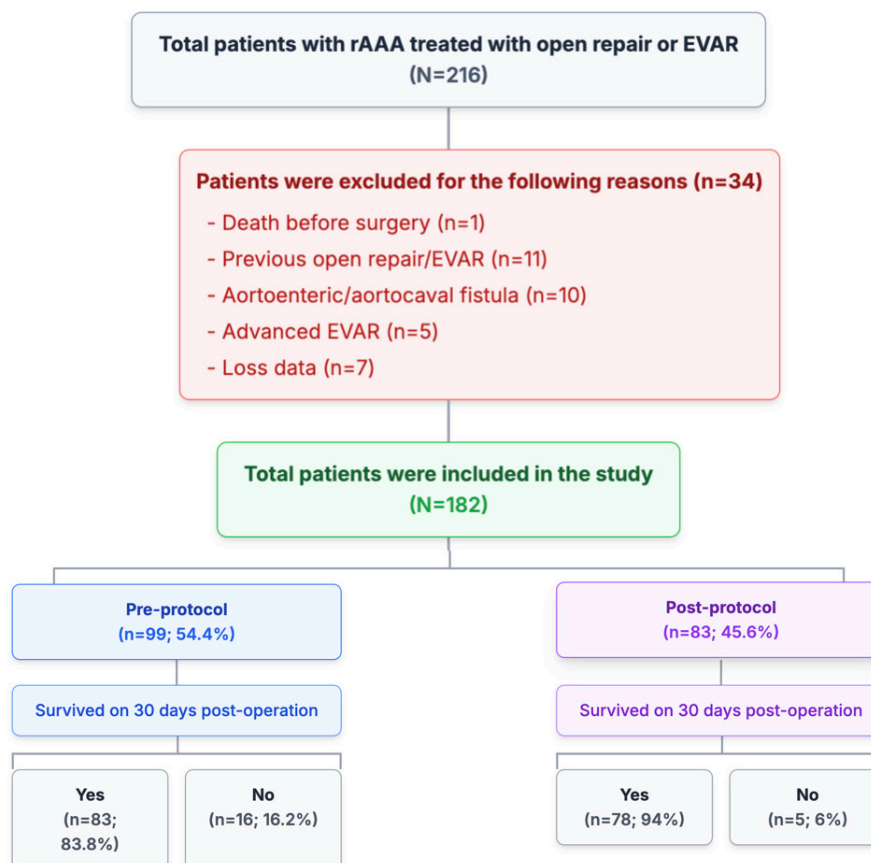 Total patients with rAAA treated with open repair or EVAR
(N=216)
Patients were excluded for the following reasons (n=34)
- Death before surgery (n=1)
- Previous open repair/EVAR (n=11)
- Aortoenteric/aortocaval fistula (n=10)
- Advanced EVAR (n=5)
- Loss data (n=7)
Total patients were included in the study
(N=182)
Pre-protocol
(n=99; 54.4%)
Post-protocol
(n=83; 45.6%)
Survived on 30 days post-operation
Survived on 30 days post-operation
Yes
(n=83;
83.8%)
No
(n=16; 16.2%)
Yes
(n=78; 94%)
No
(n=5; 6%)